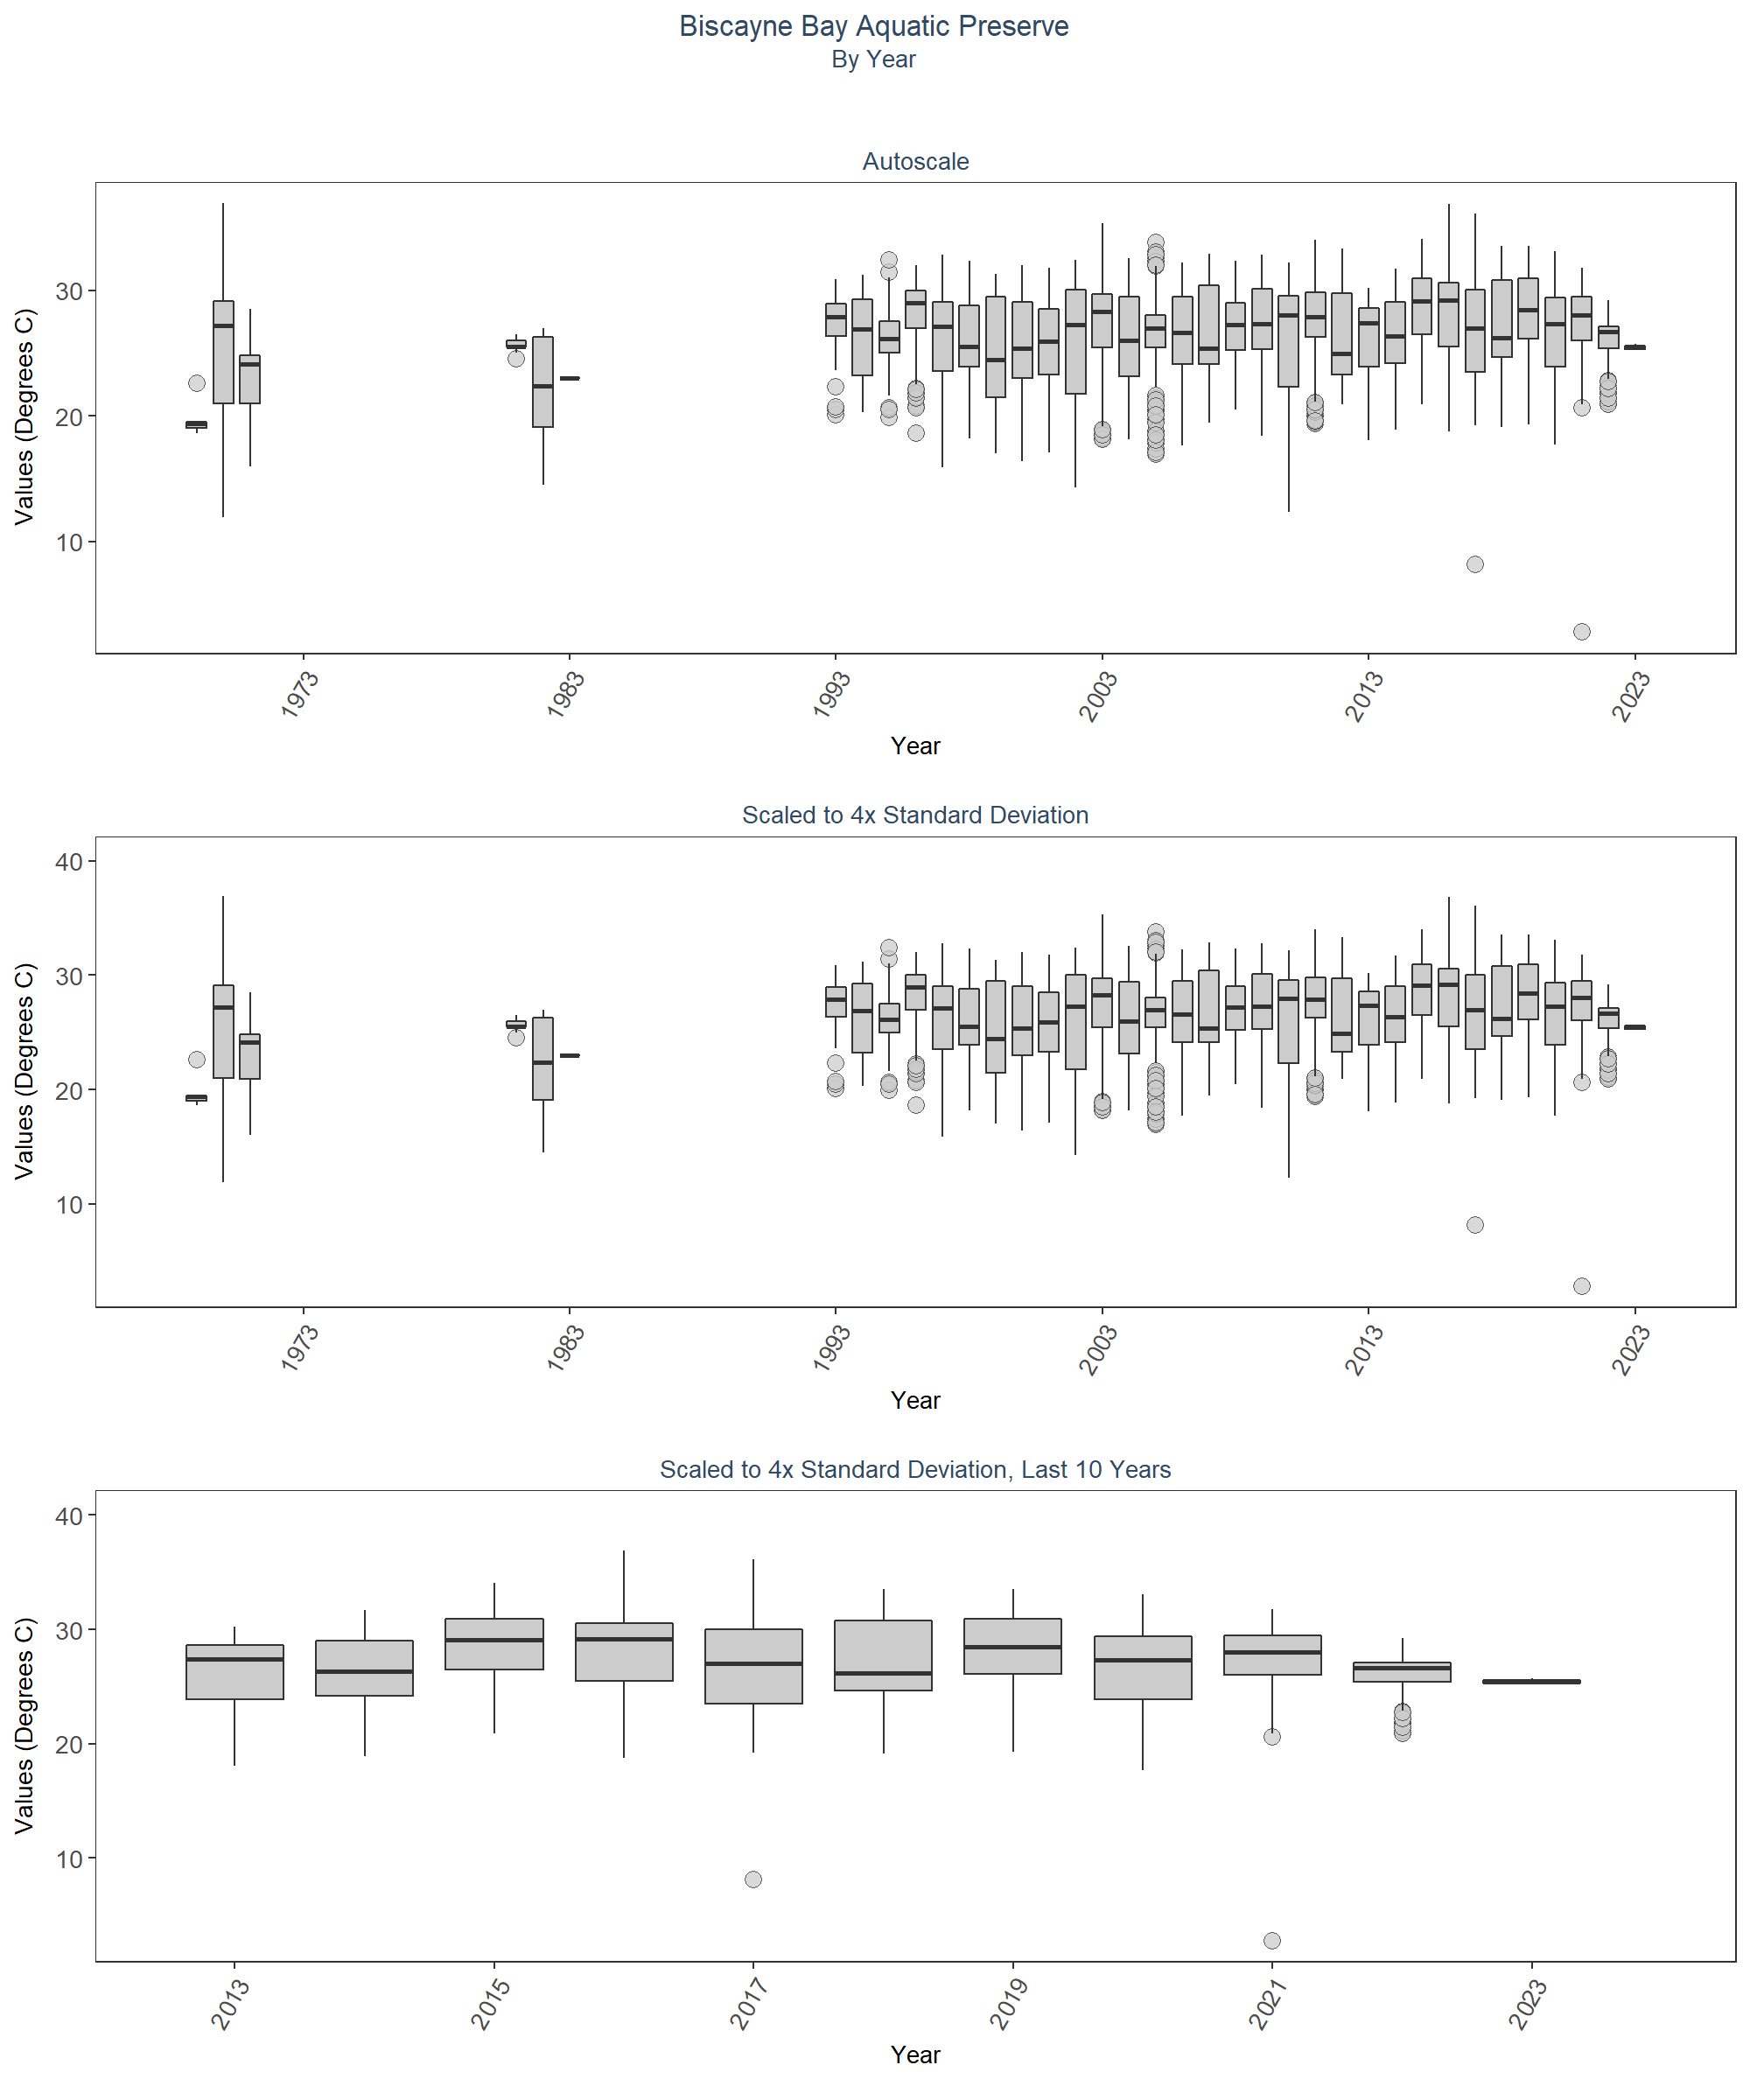 Biscayne Bay Aquatic Preserve
By Year
Autoscale
Values (Degrees C)
30
20
10
1973
1983
1993
2003
2013
2023
Year
Scaled to 4x Standard Deviation
Values (Degrees C)
40
30
20
10
1973
1983
1993
2003
2013
2023
Year
Scaled to 4x Standard Deviation, Last 10 Years
Values (Degrees C)
40
30
20
10
2013
2015
2017
2019
2021
2023
Year